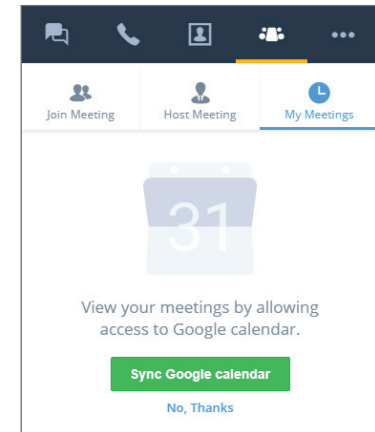 Join Meeting
Host Meeting
My Meetings
31
View your meetings by allowing
access to Google calendar.
Sync Google calendar
No, Thanks